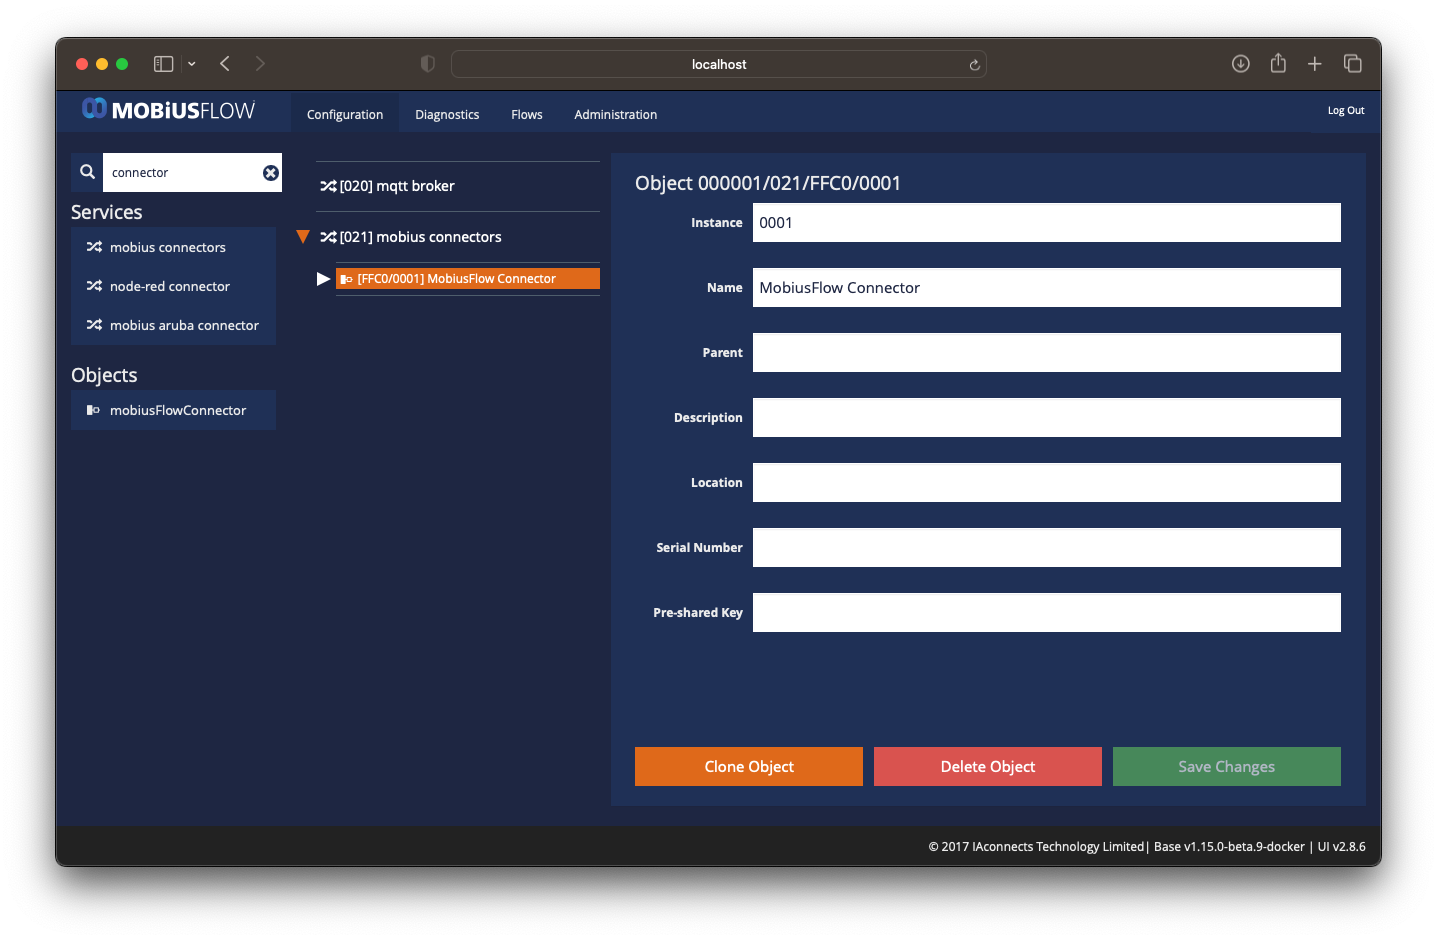 localhost
MOBiUSFLOW
Configuration
Diagnostics
Flows
Administration
Log Out
connector
Services
mobius connectors
node-red connector
mobius aruba connector
Objects
mobiusFlowConnector
[020] mqtt broker
[021] mobius connectors
[FFC0/0001] MobiusFlow Connector
Object 000001/021/FFC0/0001
Instance 0001
Name MobiusFlow Connector
Parent
Description
Location
Serial Number
Pre-shared Key
Clone Object
Delete Object
Save Changes
© 2017 IAconnects Technology Limited| Base v1.15.0-beta.9-docker | UI v2.8.6